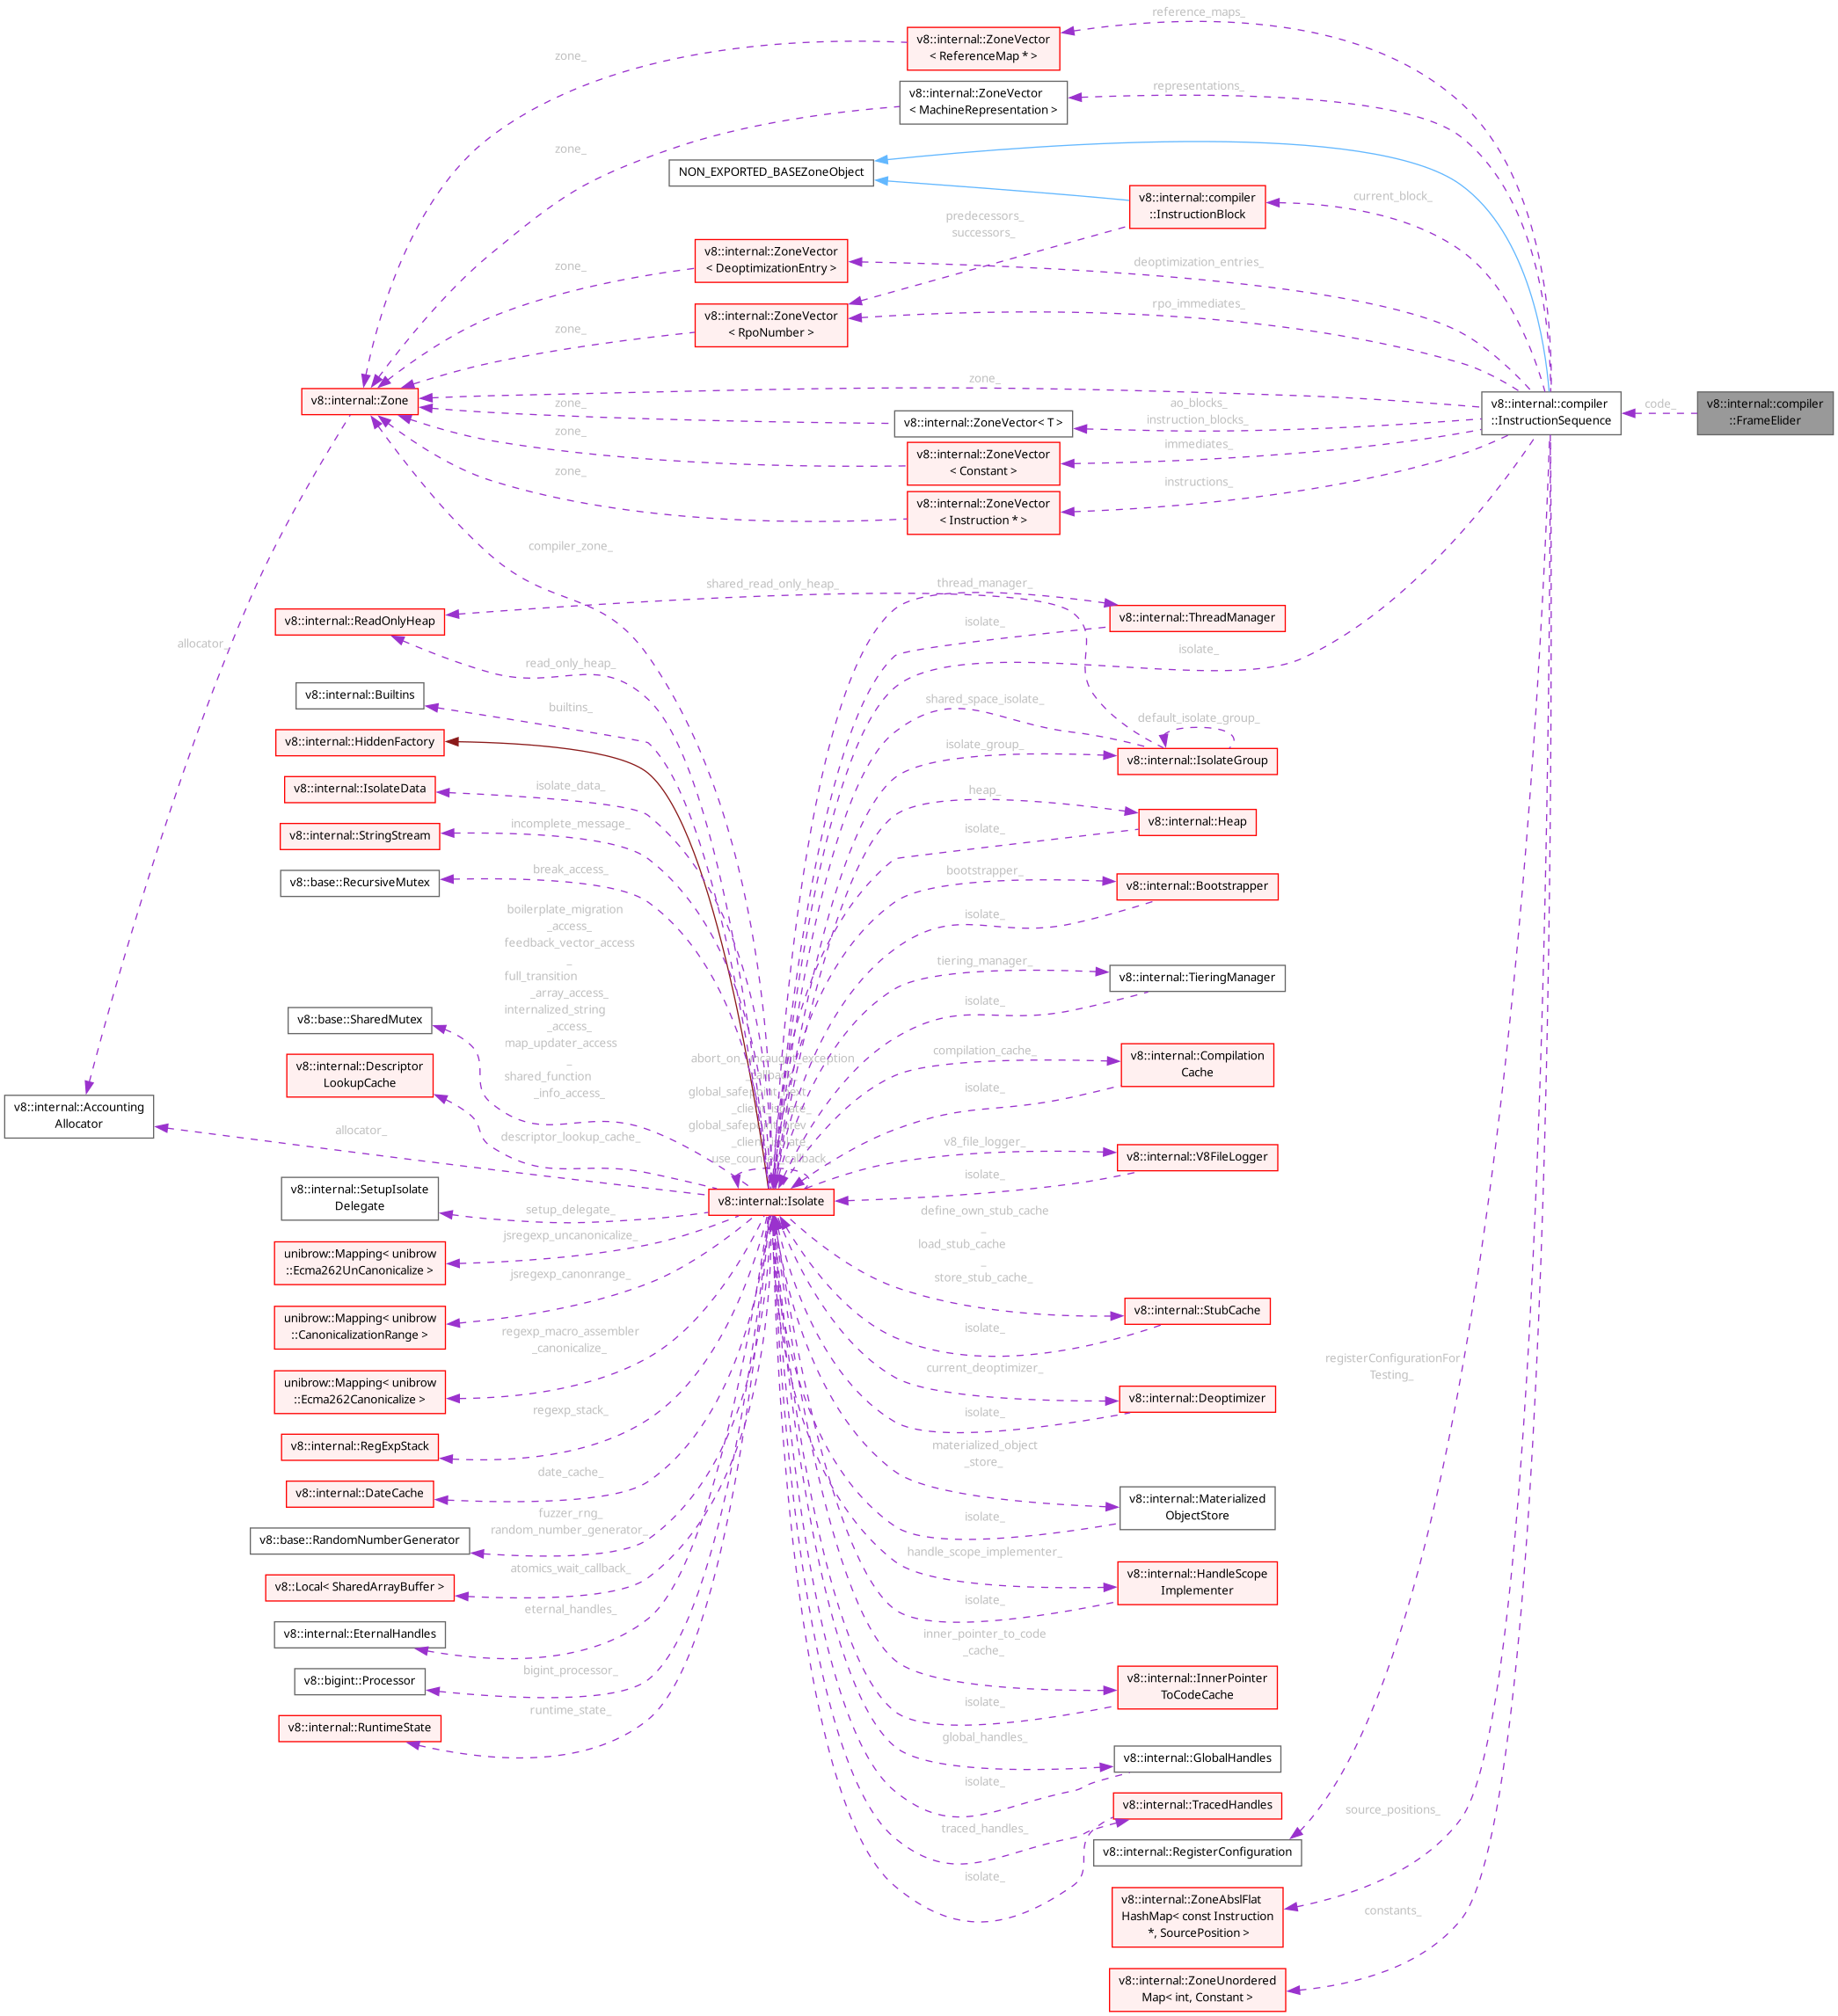 reference_maps_
v8::internal::ZoneVector
< ReferenceMap * >
zone_
representations_
v8::internal::ZoneVector
< MachineRepresentation >
zone_
NON_EXPORTED_BASEZoneObject
v8::internal::compiler
::InstructionBlock
current_block_
predecessors_
successors_
v8::internal::ZoneVector
< DeoptimizationEntry >
zone_
deoptimization_entries_
v8::internal::ZoneVector
< RpoNumber >
zone_
rpo_immediates_
v8::internal::Zone
zone_
zone_
v8::internal::ZoneVector< T >
ao_blocks_
instruction_blocks_
v8::internal::compiler
::InstructionSequence
code_
v8::internal::compiler
::FrameElider
zone_
v8::internal::ZoneVector
< Constant >
immediates_
zone_
v8::internal::ZoneVector
< Instruction * >
instructions_
compiler_zone_
shared_read_only_heap_
thread_manager_
v8::internal::ReadOnlyHeap
v8::internal::ThreadManager
isolate_
allocator_
read_only_heap_
isolate_
v8::internal::Builtins
builtins_
shared_space_isolate_
default_isolate_group_
v8::internal::HiddenFactory
isolate_group_
v8::internal::IsolateGroup
v8::internal::IsolateData
isolate_data_
heap_
v8::internal::StringStream
incomplete_message_
v8::internal::Heap
isolate_
v8::base::RecursiveMutex
break_access_
bootstrapper_
v8::internal::Bootstrapper
isolate_
boilerplate_migration
_access_
feedback_vector_access
_
full_transition
_array_access_
internalized_string
_access_
map_updater_access
_
shared_function
_info_access_
tiering_manager_
v8::internal::TieringManager
isolate_
v8::base::SharedMutex
v8::internal::Descriptor
LookupCache
compilation_cache_
v8::internal::Compilation
Cache
isolate_
v8::internal::Accounting
Allocator
allocator_
descriptor_lookup_cache_
abort_on_uncaught_exception
_callback_
global_safepoint_next
_client_isolate_
global_safepoint_prev
_client_isolate_
use_counter_callback_
v8_file_logger_
v8::internal::V8FileLogger
isolate_
v8::internal::SetupIsolate
Delegate
setup_delegate_
v8::internal::Isolate
define_own_stub_cache
_
load_stub_cache
_
store_stub_cache_
unibrow::Mapping< unibrow
::Ecma262UnCanonicalize >
jsregexp_uncanonicalize_
v8::internal::StubCache
isolate_
unibrow::Mapping< unibrow
::CanonicalizationRange >
jsregexp_canonrange_
registerConfigurationFor
Testing_
unibrow::Mapping< unibrow
::Ecma262Canonicalize >
regexp_macro_assembler
_canonicalize_
current_deoptimizer_
v8::internal::Deoptimizer
isolate_
v8::internal::RegExpStack
regexp_stack_
materialized_object
_store_
v8::internal::DateCache
date_cache_
v8::internal::Materialized
ObjectStore
isolate_
v8::base::RandomNumberGenerator
fuzzer_rng_
random_number_generator_
handle_scope_implementer_
v8::Local< SharedArrayBuffer >
atomics_wait_callback_
v8::internal::HandleScope
Implementer
isolate_
v8::internal::EternalHandles
eternal_handles_
inner_pointer_to_code
_cache_
v8::bigint::Processor
bigint_processor_
v8::internal::InnerPointer
ToCodeCache
isolate_
v8::internal::RuntimeState
runtime_state_
global_handles_
v8::internal::GlobalHandles
isolate_
v8::internal::TracedHandles
traced_handles_
isolate_
v8::internal::RegisterConfiguration
source_positions_
v8::internal::ZoneAbslFlat
HashMap< const Instruction
*, SourcePosition >
constants_
v8::internal::ZoneUnordered
Map< int, Constant >